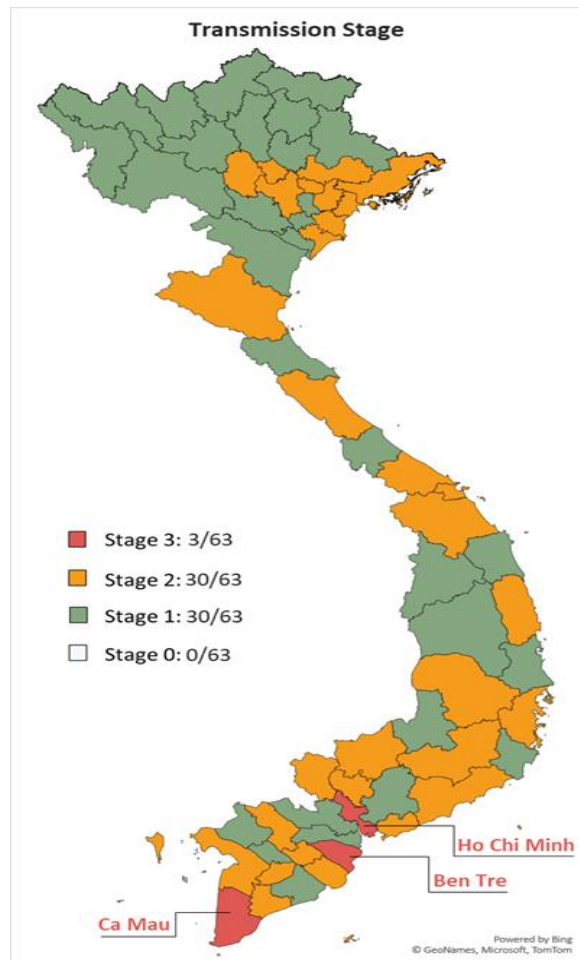 Transmission Stage
Stage 3: 3/63
Stage 2: 30/63
Stage 1: 30/63
Stage 0: 0/63
Ho Chi Minh
Ben Tre
Ca Mau
Powered by Bing
© GeoNames, Microsoft, TomTom